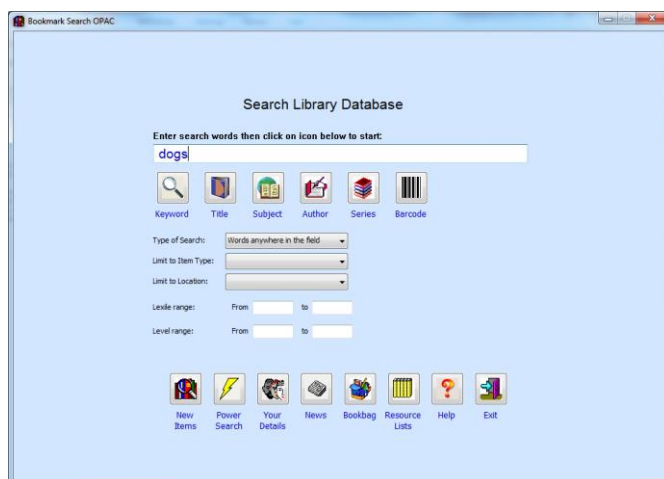 Bookmark Search OPAC
Search Library Database
Enter search words then click on icon below to start:
dogs
Keyword Title Subject Author Series Barcode
Type of Search: Words anywhere in the field
Limit to Item Type:
Limit to Location:
Lexile range: From to
Level range: From to
New Items Power Search Your Details News Bookbag Resource Lists Help Exit